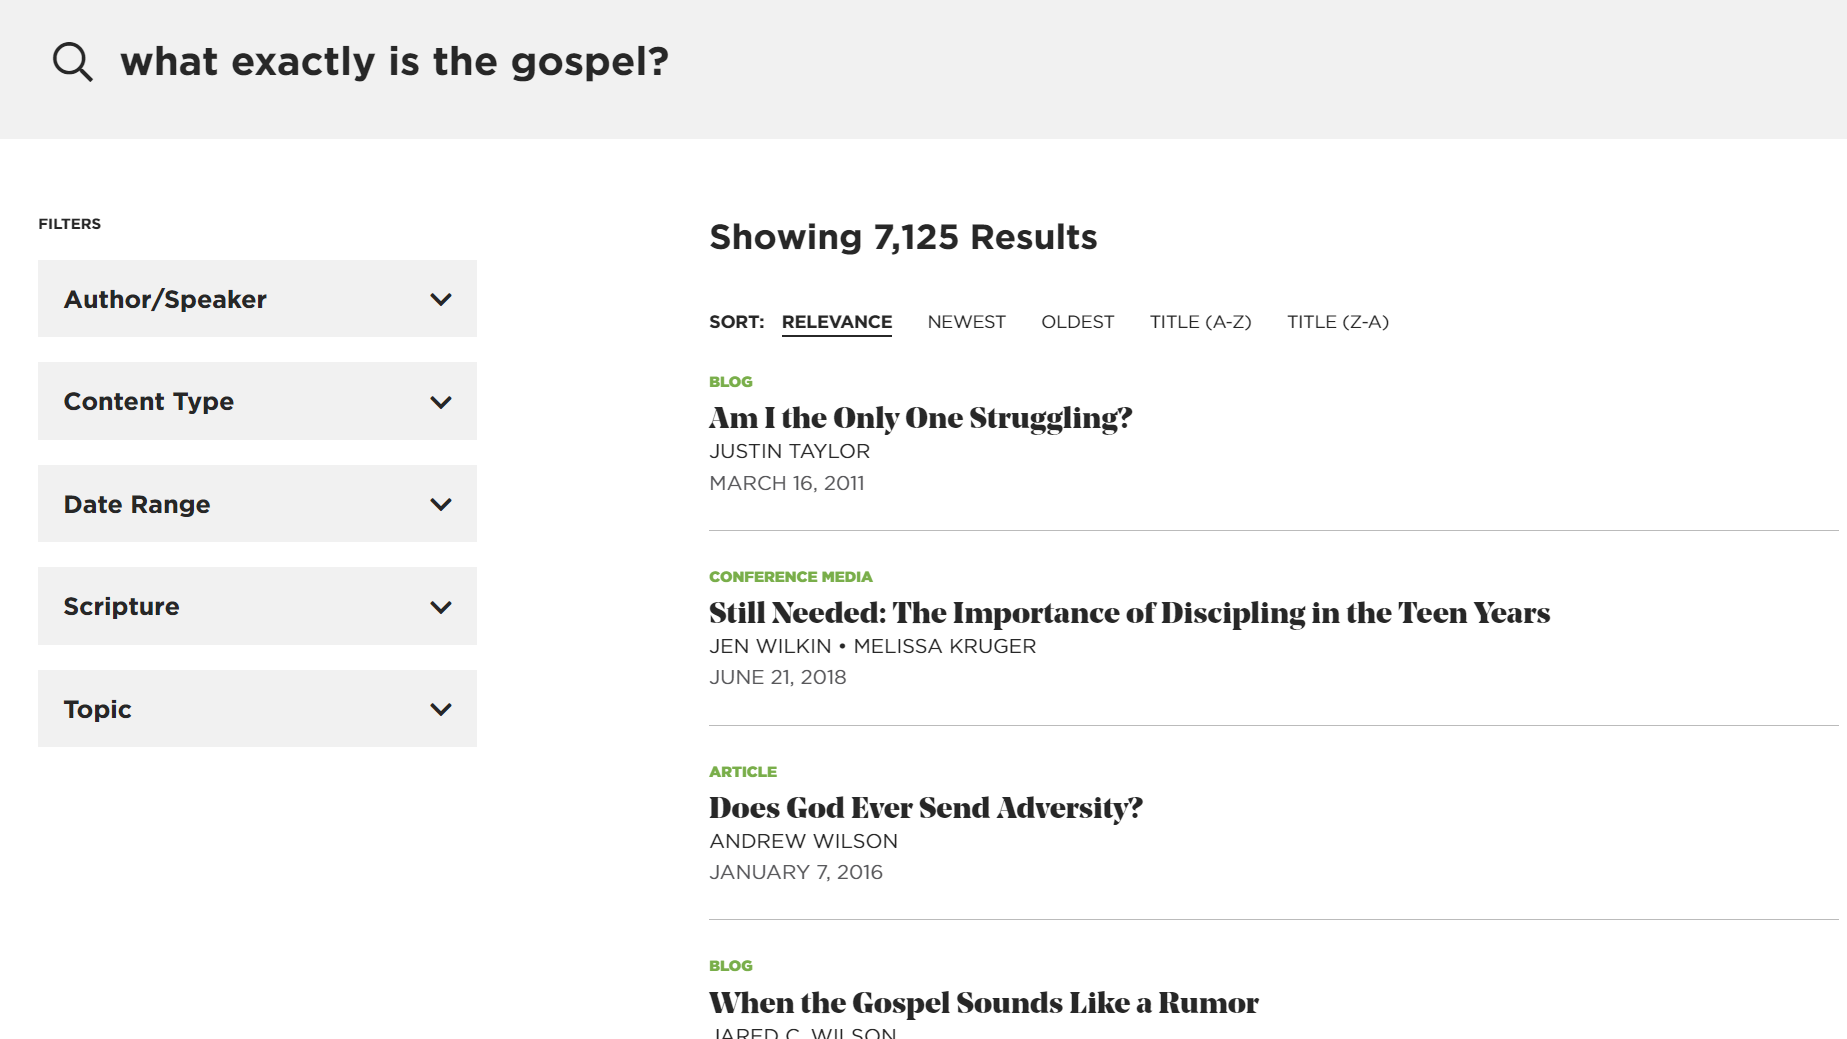 what exactly is the gospel?
FILTERS
Author/Speaker
Content Type
Date Range
Scripture
Topic
Showing 7,125 Results
SORT: RELEVANCE NEWEST OLDEST TITLE (A-Z) TITLE (Z-A)
BLOG
Am I the Only One Struggling?
JUSTIN TAYLOR
MARCH 16, 2011
CONFERENCE MEDIA
Still Needed: The Importance of Discipling in the Teen Years
JEN WILKIN • MELISSA KRUGER
JUNE 21, 2018
ARTICLE
Does God Ever Send Adversity?
ANDREW WILSON
JANUARY 7, 2016
BLOG
When the Gospel Sounds Like a Rumor
JARED C. WILSON